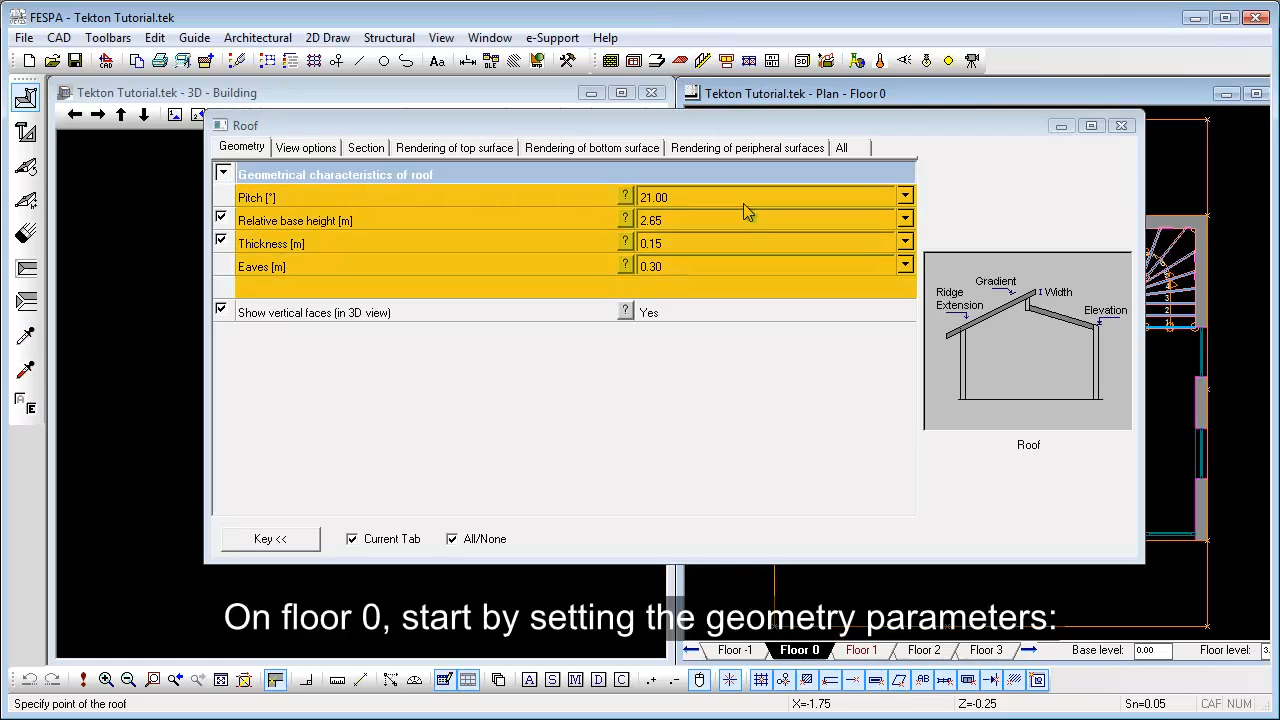 FESPA - Tekton Tutorial.tek
File CAD Toolbars Edit Guide Architectural 2D Draw Structural View Window e-Support Help
Tekton Tutorial.tek - 3D - Building
Tekton Tutorial.tek - Plan - Floor 0
Roof
Geometry View options Section Rendering of top surface Rendering of bottom surface Rendering of peripheral surfaces All
Geometrical characteristics of roof
Pitch [°] ? 21.00
Relative base height [m] ? 2.65
Thickness [m] ? 0.15
Eaves [m] ? 0.30
Show vertical faces (in 3D view) ? Yes
Gradient
Ridge Extension
Width
Elevation
Roof
Key <<
Current Tab
All/None
On floor 0, start by setting the geometry parameters:
Floor -1 Floor 0 Floor 1 Floor 2 Floor 3 Base level: 0.00 Floor level: 3.
A S M D C
Specify point of the roof X=-1.75 Z=-0.25 Sn=0.05 CAF NUM